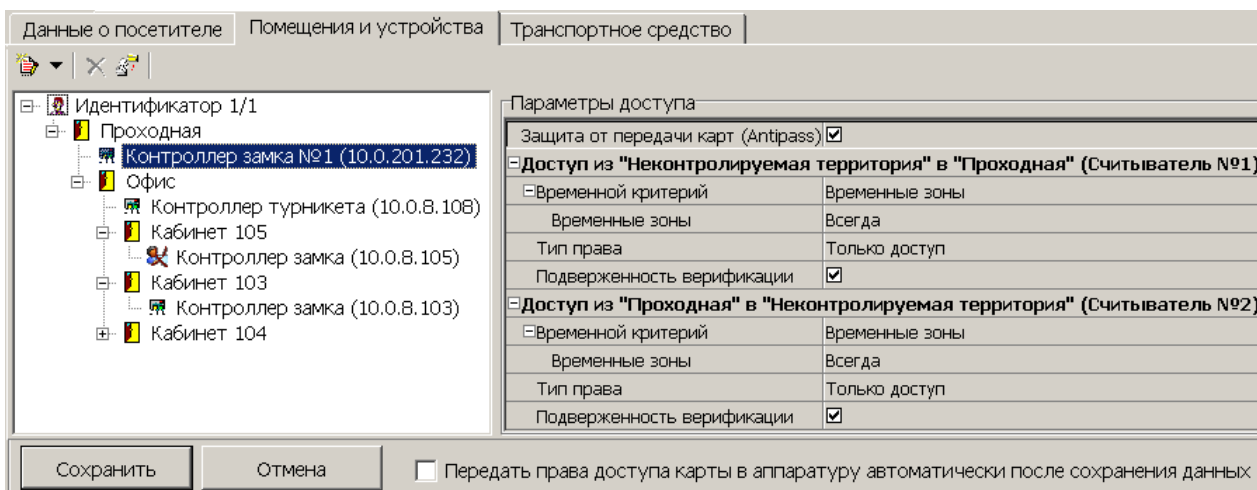 Данные о посетителе Помещения и устройства Транспортное средство
Идентификатор 1/1
Проходная
Контроллер замка №1 (10.0.201.232)
Офис
Контроллер турникета (10.0.8.108)
Кабинет 105
Контроллер замка (10.0.8.105)
Кабинет 103
Контроллер замка (10.0.8.103)
Кабинет 104
Параметры доступа
Защита от передачи карт (Antipass)
Доступ из "Неконтролируемая территория" в "Проходная" (Считыватель №1)
Временной критерий Временные зоны
Временные зоны Всегда
Тип права Только доступ
Подверженность верификации
Доступ из "Проходная" в "Неконтролируемая территория" (Считыватель №2)
Временной критерий Временные зоны
Временные зоны Всегда
Тип права Только доступ
Подверженность верификации
Сохранить Отмена Передать права доступа карты в аппаратуру автоматически после сохранения данных